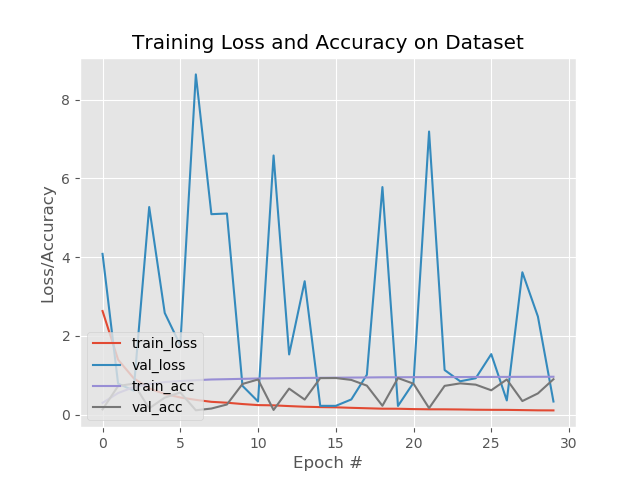 Training Loss and Accuracy on Dataset
Loss/Accuracy
8
6
4
2
0
train_loss
val_loss
train_acc
val_acc
0 5 10 15 20 25 30
Epoch #